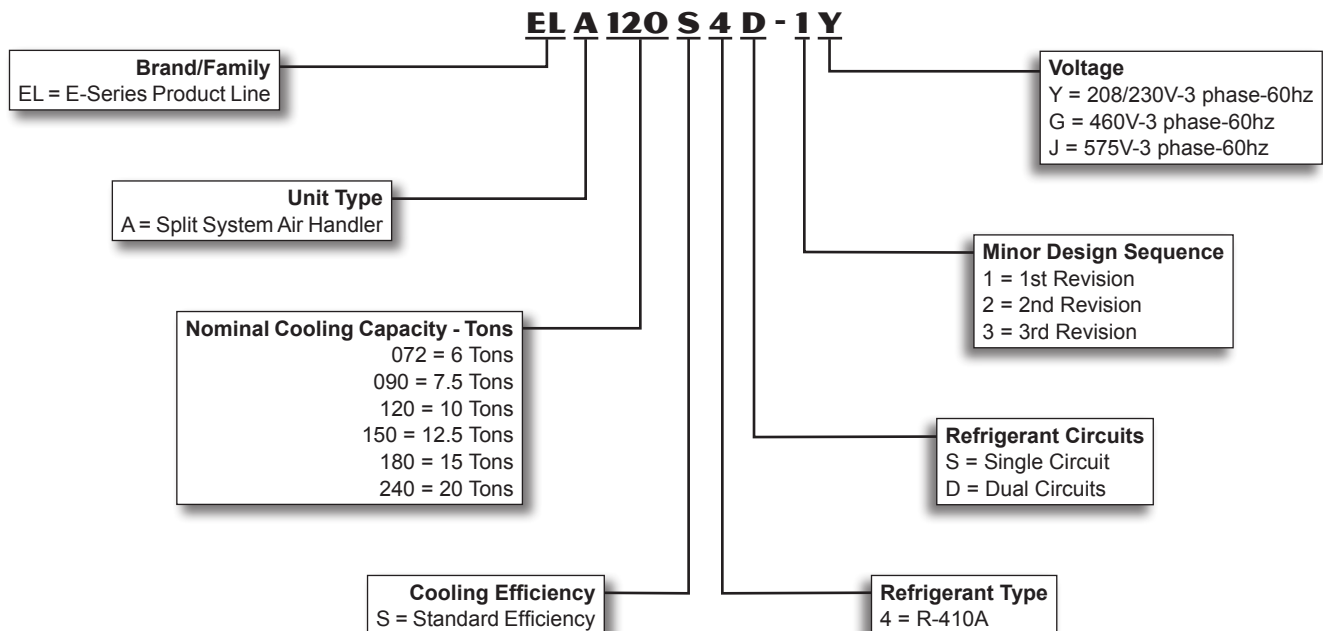 EL A 120 S 4 D - 1 Y
Brand/Family
EL = E-Series Product Line
Unit Type
A = Split System Air Handler
Nominal Cooling Capacity - Tons
072 = 6 Tons
090 = 7.5 Tons
120 = 10 Tons
150 = 12.5 Tons
180 = 15 Tons
240 = 20 Tons
Cooling Efficiency
S = Standard Efficiency
Voltage
Y = 208/230V-3 phase-60hz
G = 460V-3 phase-60hz
J = 575V-3 phase-60hz
Minor Design Sequence
1 = 1st Revision
2 = 2nd Revision
3 = 3rd Revision
Refrigerant Circuits
S = Single Circuit
D = Dual Circuits
Refrigerant Type
4 = R-410A